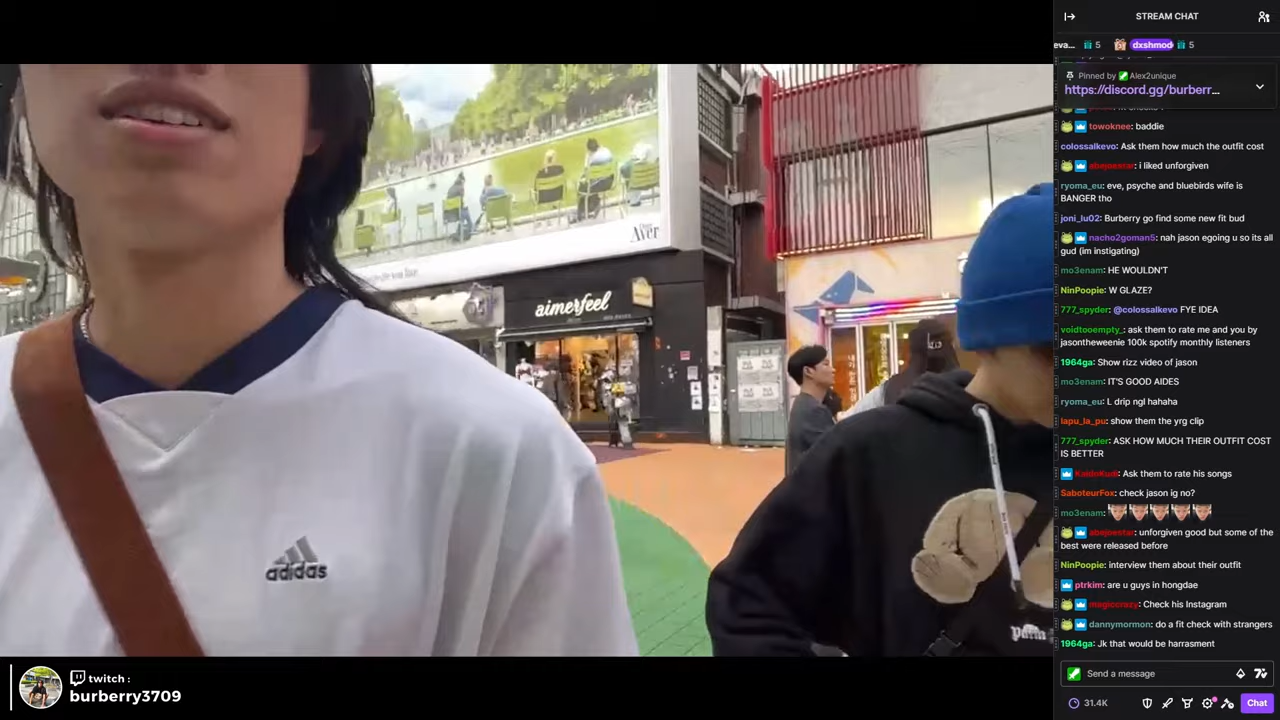 STREAM CHAT
eva... 5 dxshmod 5
Pinned by Alex2unique
https://discord.gg/burberr...
towoknee: baddie
colossalkevo: Ask them how much the outfit cost
abejoestar: i liked unforgiven
ryoma_eu: eve, psyche and bluebirds wife is
BANGER tho
joni_lu02: Burberry go find some new fit bud
nacho2goman5: nah jason egoing u so its all
gud (im instigating)
mo3enam: HE WOULDN'T
NinPoopie: W GLAZE?
777_spyder: @colossalkevo FYE IDEA
voidtooempty_: ask them to rate me and you by
jasontheweenie 100k spotify monthly listeners
1964ga: Show rizz video of jason
mo3enam: IT'S GOOD AIDES
ryoma_eu: L drip ngl hahaha
lapu_la_pu: show them the yrg clip
777_spyder: ASK HOW MUCH THEIR OUTFIT COST
IS BETTER
KaidoKudi: Ask them to rate his songs
SaboteurFox: check jason ig no?
mo3enam:
abejoestar: unforgiven good but some of the
best were released before
NinPoopie: interview them about their outfit
ptrkim: are u guys in hongdae
magiccrazy: Check his Instagram
dannymormon: do a fit check with strangers
1964ga: Jk that would be harrasment
Send a message
31.4K
Chat
Aver
aimerfeel
adidas
palm
twitch :
burberry3709